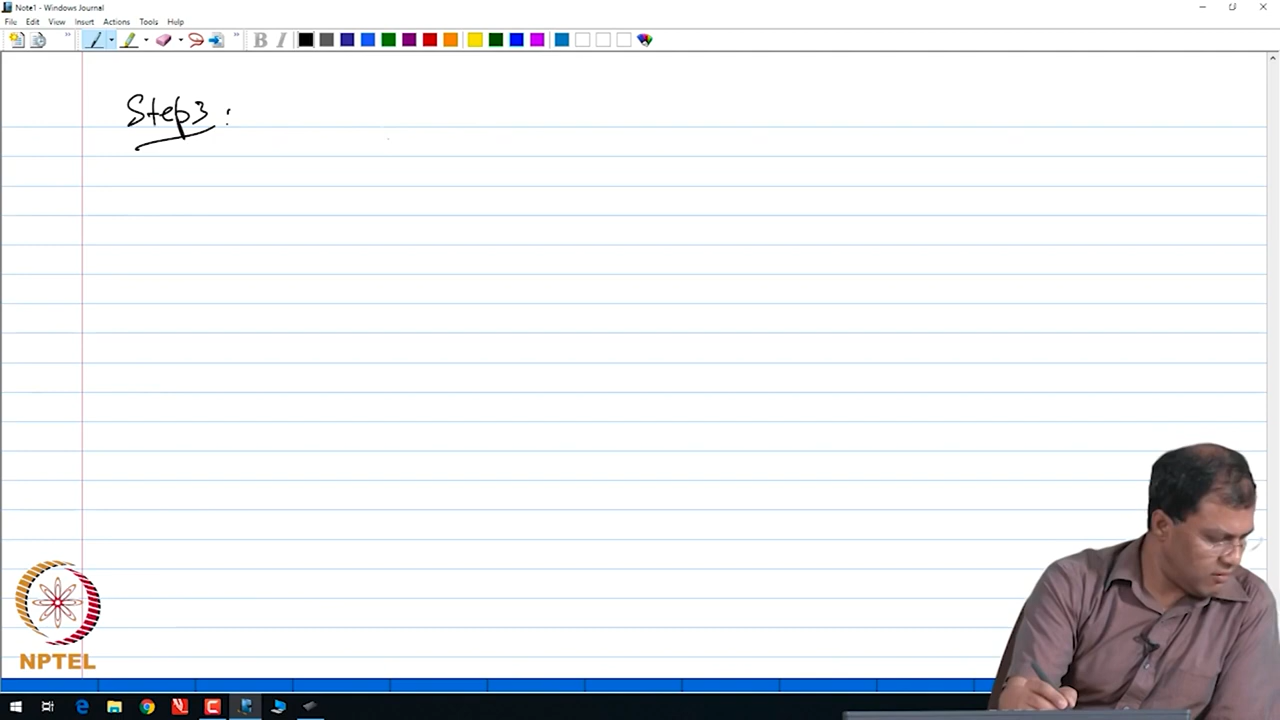 Note1 - Windows Journal
File Edit View Insert Actions Tools Help
B I
Step3:
NPTEL